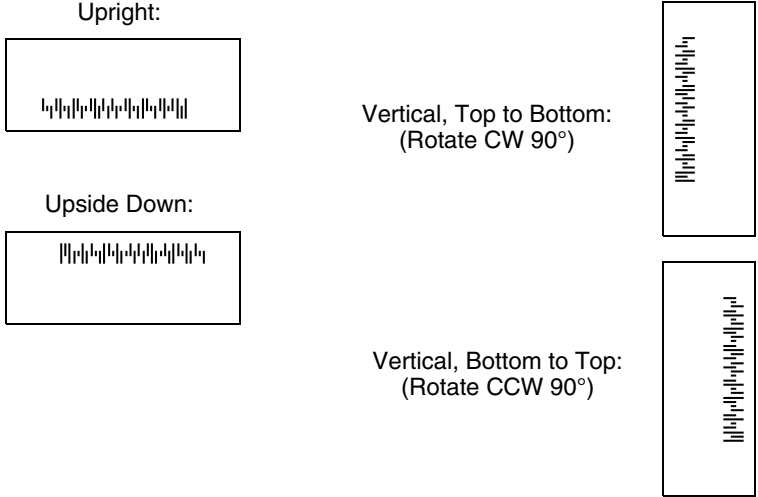 Upright:
Vertical, Top to Bottom:
(Rotate CW 90°)
Upside Down:
Vertical, Bottom to Top:
(Rotate CCW 90°)